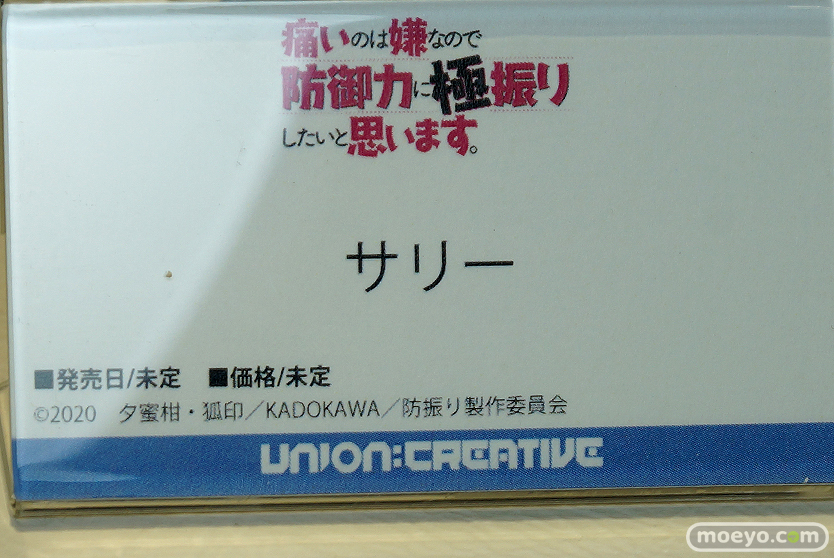 痛いのは嫌なので
防御力に極振り
したいと思います。
サリー
■発売日/未定 ■価格/未定
©2020 夕蜜柑・狐印／KADOKAWA／防振り製作委員会
UNION:CREATIVE
moeyo.com